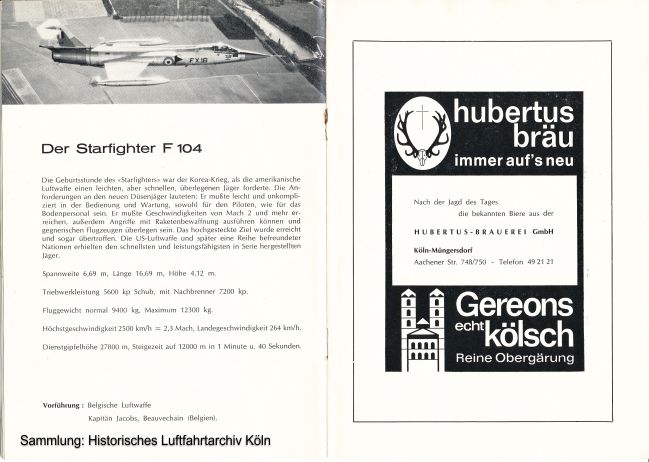 FX18
Der Starfighter F 104
Die Geburtsstunde des «Starfighters» war der Korea-Krieg, als die amerikanische
Luftwaffe einen leichten, aber schnellen, überlegenen Jäger forderte. Die An-
forderungen an den neuen Düsenjäger lauteten: Er mußte leicht und unkompli-
ziert in der Bedienung und Wartung, sowohl für den Piloten, wie für das
Bodenpersonal sein. Er mußte Geschwindigkeiten von Mach 2 und mehr er-
reichen, außerdem Angriffe mit Raketenbewaffnung ausführen können und
gegnerischen Flugzeugen überlegen sein. Das hochgesteckte Ziel wurde erreicht
und sogar übertroffen. Die US-Luftwaffe und später eine Reihe befreundeter
Nationen erhielten den schnellsten und leistungsfähigsten in Serie hergestellten
Jäger.
Spannweite 6,69 m, Länge 16,69 m, Höhe 4,12 m.
Triebwerkleistung 5600 kp Schub, mit Nachbrenner 7200 kp.
Fluggewicht normal 9400 kg, Maximum 12300 kg.
Höchstgeschwindigkeit 2500 km/h = 2,3 Mach, Landegeschwindigkeit 264 km/h.
Dienstgipfelhöhe 27800 m, Steigezeit auf 12000 m in 1 Minute u. 40 Sekunden.
Vorführung : Belgische Luftwaffe
Kapitän Jacobs, Beauvechain (Belgien).
Sammlung: Historisches Luftfahrtarchiv Köln
hubertus
bräu
immer auf's neu
Nach der Jagd des Tages
die bekannten Biere aus der
HUBERTUS-BRAUEREI GmbH
Köln-Müngersdorf
Aachener Str. 748/750 - Telefon 49 21 21
Gereons
echt kölsch
Reine Obergärung